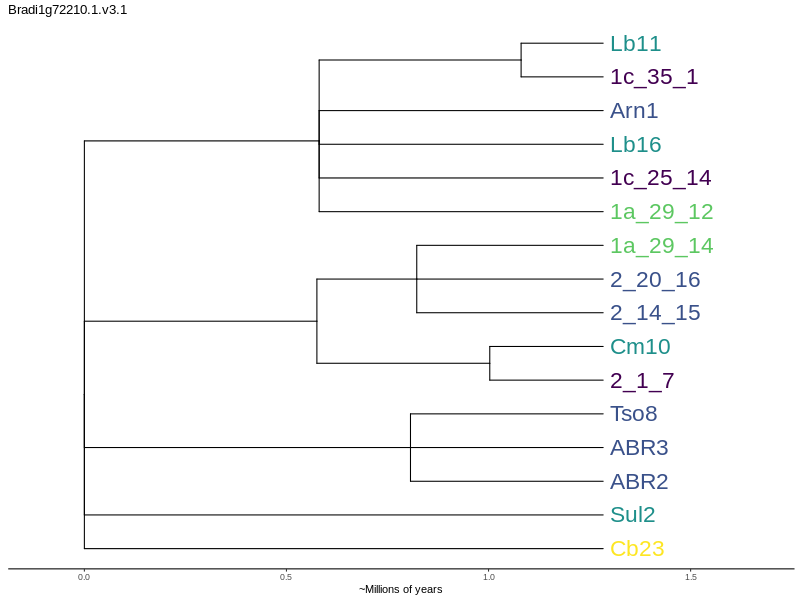 Bradi1g72210.1.v3.1
Lb11
1c_35_1
Arn1
Lb16
1c_25_14
1a_29_12
1a_29_14
2_20_16
2_14_15
Cm10
2_1_7
Tso8
ABR3
ABR2
Sul2
Cb23
0.0 0.5 1.0 1.5
~Millions of years